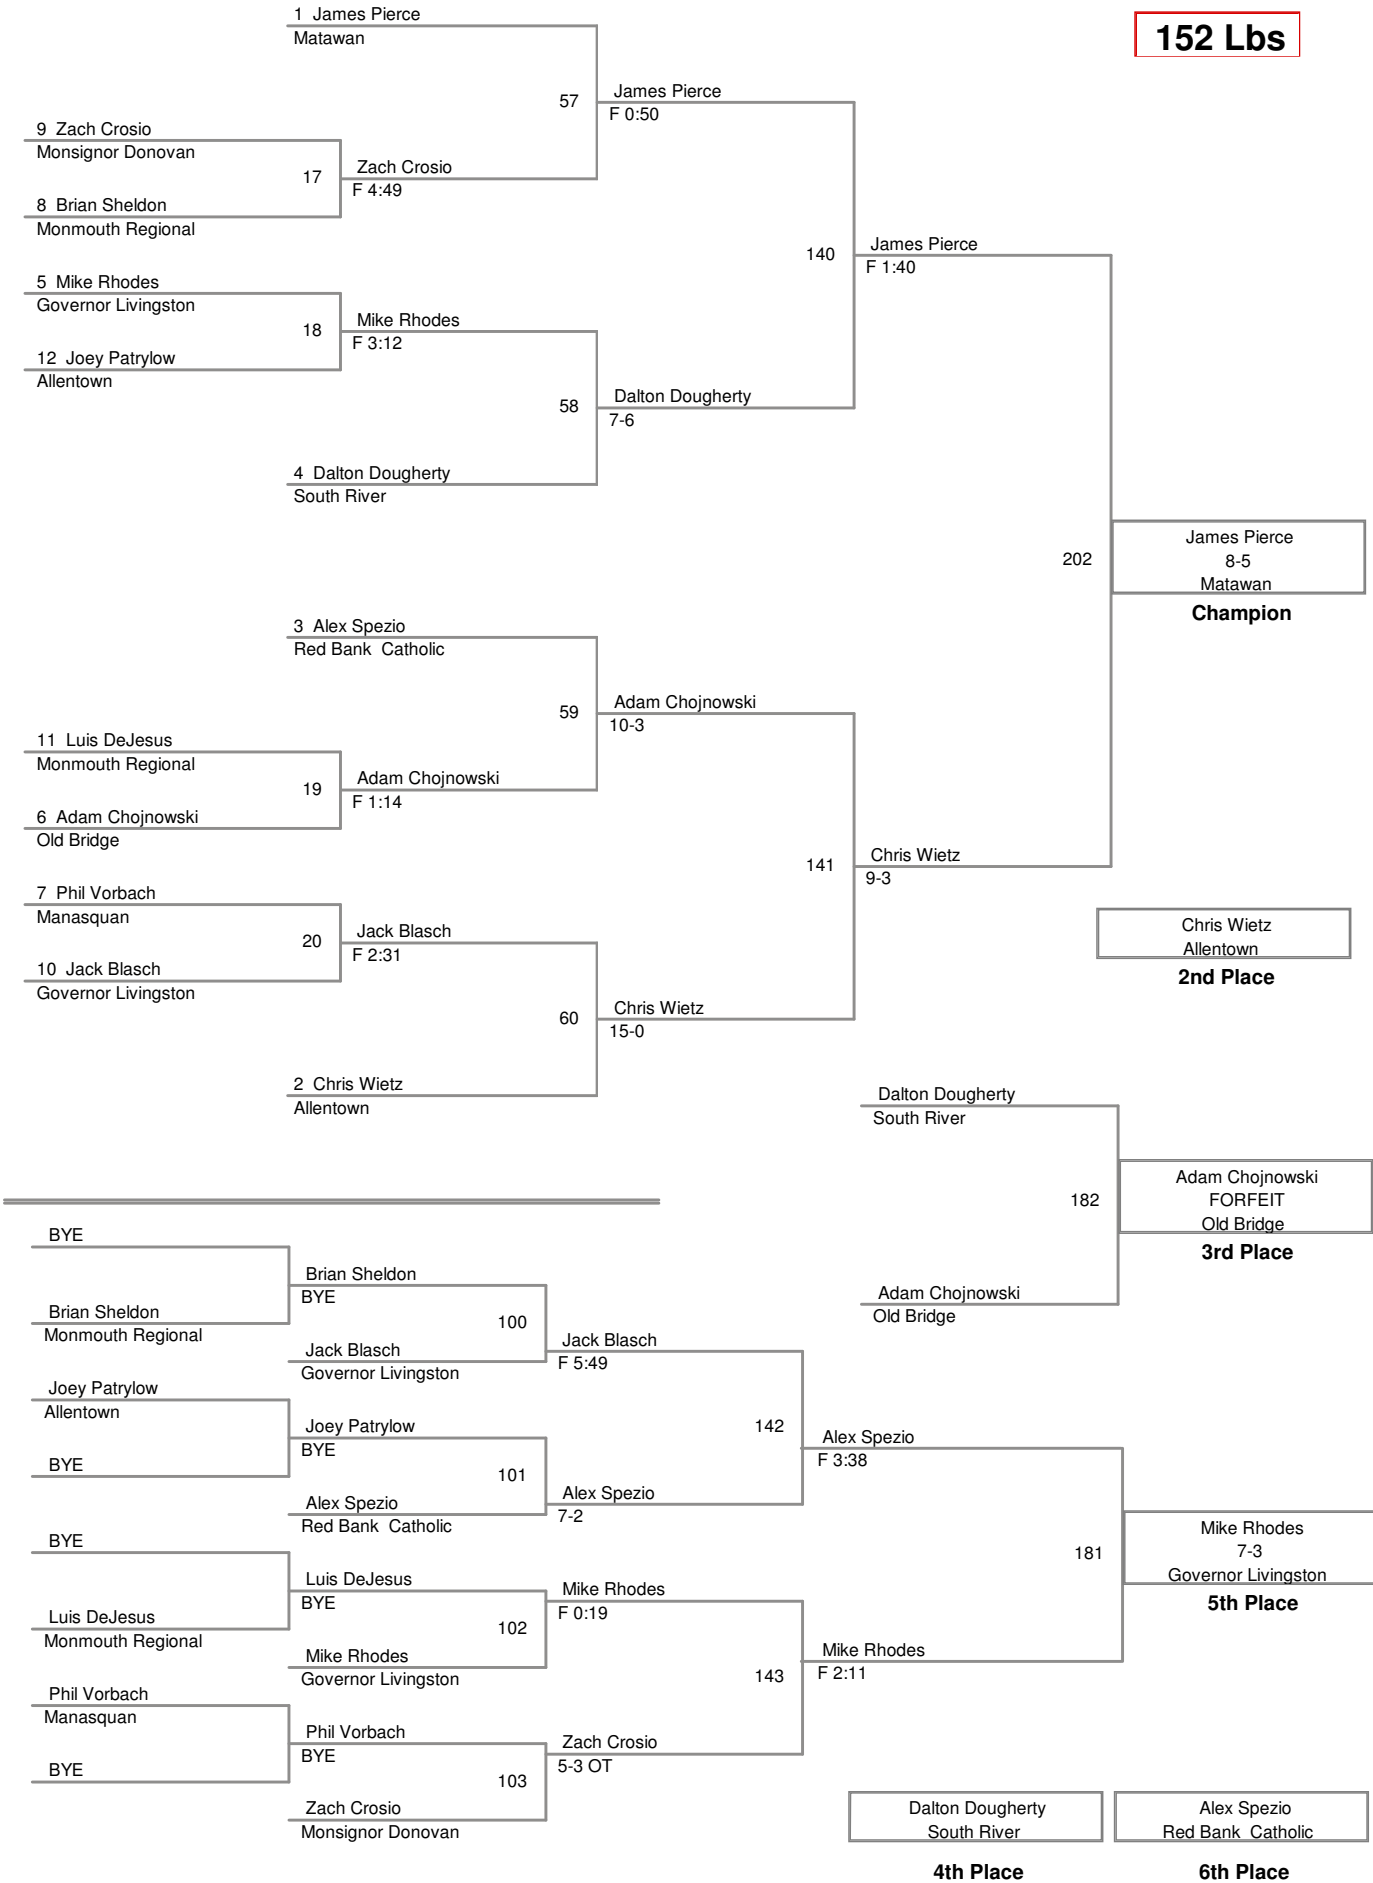 152 Lbs
1 James Pierce
Matawan
57
James Pierce
F 0:50
9 Zach Crosio
Monsignor Donovan
17
Zach Crosio
F 4:49
8 Brian Sheldon
Monmouth Regional
140
James Pierce
F 1:40
5 Mike Rhodes
Governor Livingston
18
Mike Rhodes
F 3:12
12 Joey Patrylow
Allentown
58
Dalton Dougherty
7-6
4 Dalton Dougherty
South River
202
James Pierce
8-5
Matawan
Champion
3 Alex Spezio
Red Bank Catholic
59
Adam Chojnowski
10-3
11 Luis DeJesus
Monmouth Regional
19
Adam Chojnowski
F 1:14
6 Adam Chojnowski
Old Bridge
141
Chris Wietz
9-3
7 Phil Vorbach
Manasquan
20
Jack Blasch
F 2:31
10 Jack Blasch
Governor Livingston
Chris Wietz
Allentown
2nd Place
60
Chris Wietz
15-0
2 Chris Wietz
Allentown
Dalton Dougherty
South River
182
Adam Chojnowski
FORFEIT
Old Bridge
3rd Place
Adam Chojnowski
Old Bridge
BYE
Brian Sheldon
BYE
Brian Sheldon
Monmouth Regional
100
Jack Blasch
Governor Livingston
Jack Blasch
F 5:49
Joey Patrylow
Allentown
Joey Patrylow
BYE
BYE
142
Alex Spezio
F 3:38
101
Alex Spezio
Red Bank Catholic
Alex Spezio
7-2
BYE
Luis DeJesus
BYE
Luis DeJesus
Monmouth Regional
102
Mike Rhodes
Governor Livingston
Mike Rhodes
F 0:19
181
Mike Rhodes
7-3
Governor Livingston
5th Place
143
Mike Rhodes
F 2:11
Phil Vorbach
Manasquan
Phil Vorbach
BYE
BYE
103
Zach Crosio
5-3 OT
Zach Crosio
Monsignor Donovan
Dalton Dougherty
South River
4th Place
Alex Spezio
Red Bank Catholic
6th Place